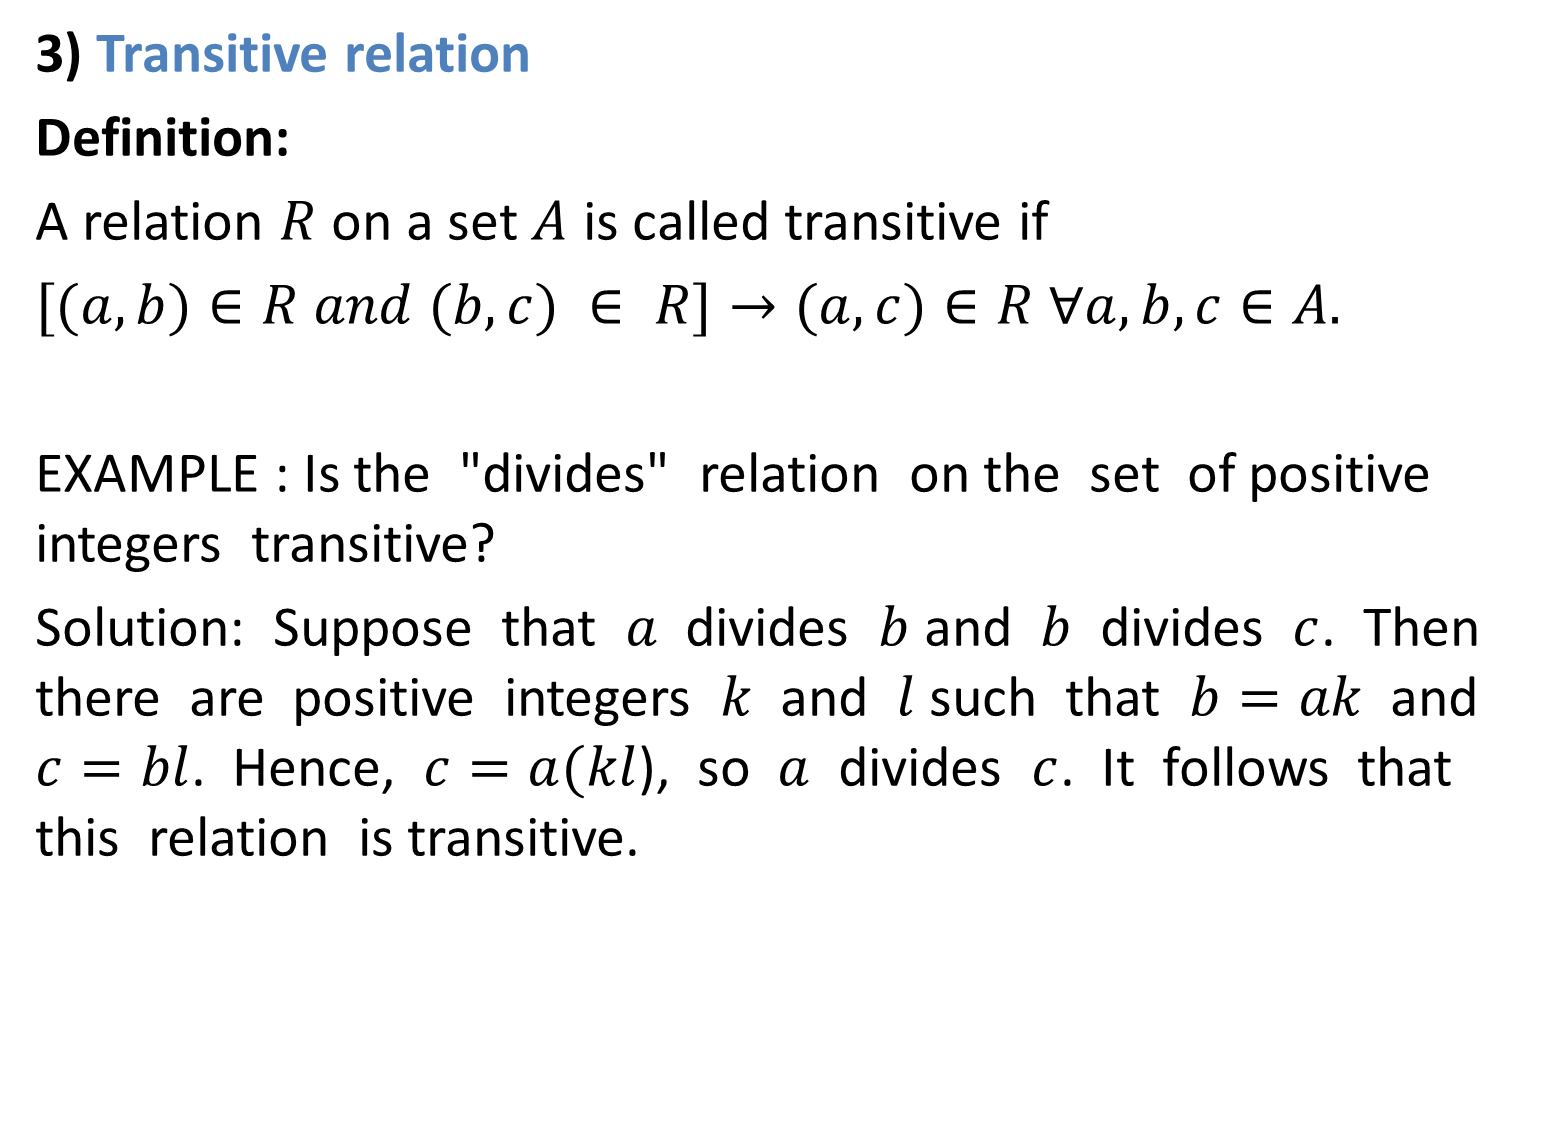 3) Transitive relation
Definition:
A relation R on a set A is called transitive if
[(a, b) ∈ R and (b, c) ∈ R] → (a, c) ∈ R ∀a, b, c ∈ A.
EXAMPLE : Is the "divides" relation on the set of positive
integers transitive?
Solution: Suppose that a divides b and b divides c. Then
there are positive integers k and l such that b = ak and
c = bl. Hence, c = a(kl), so a divides c. It follows that
this relation is transitive.